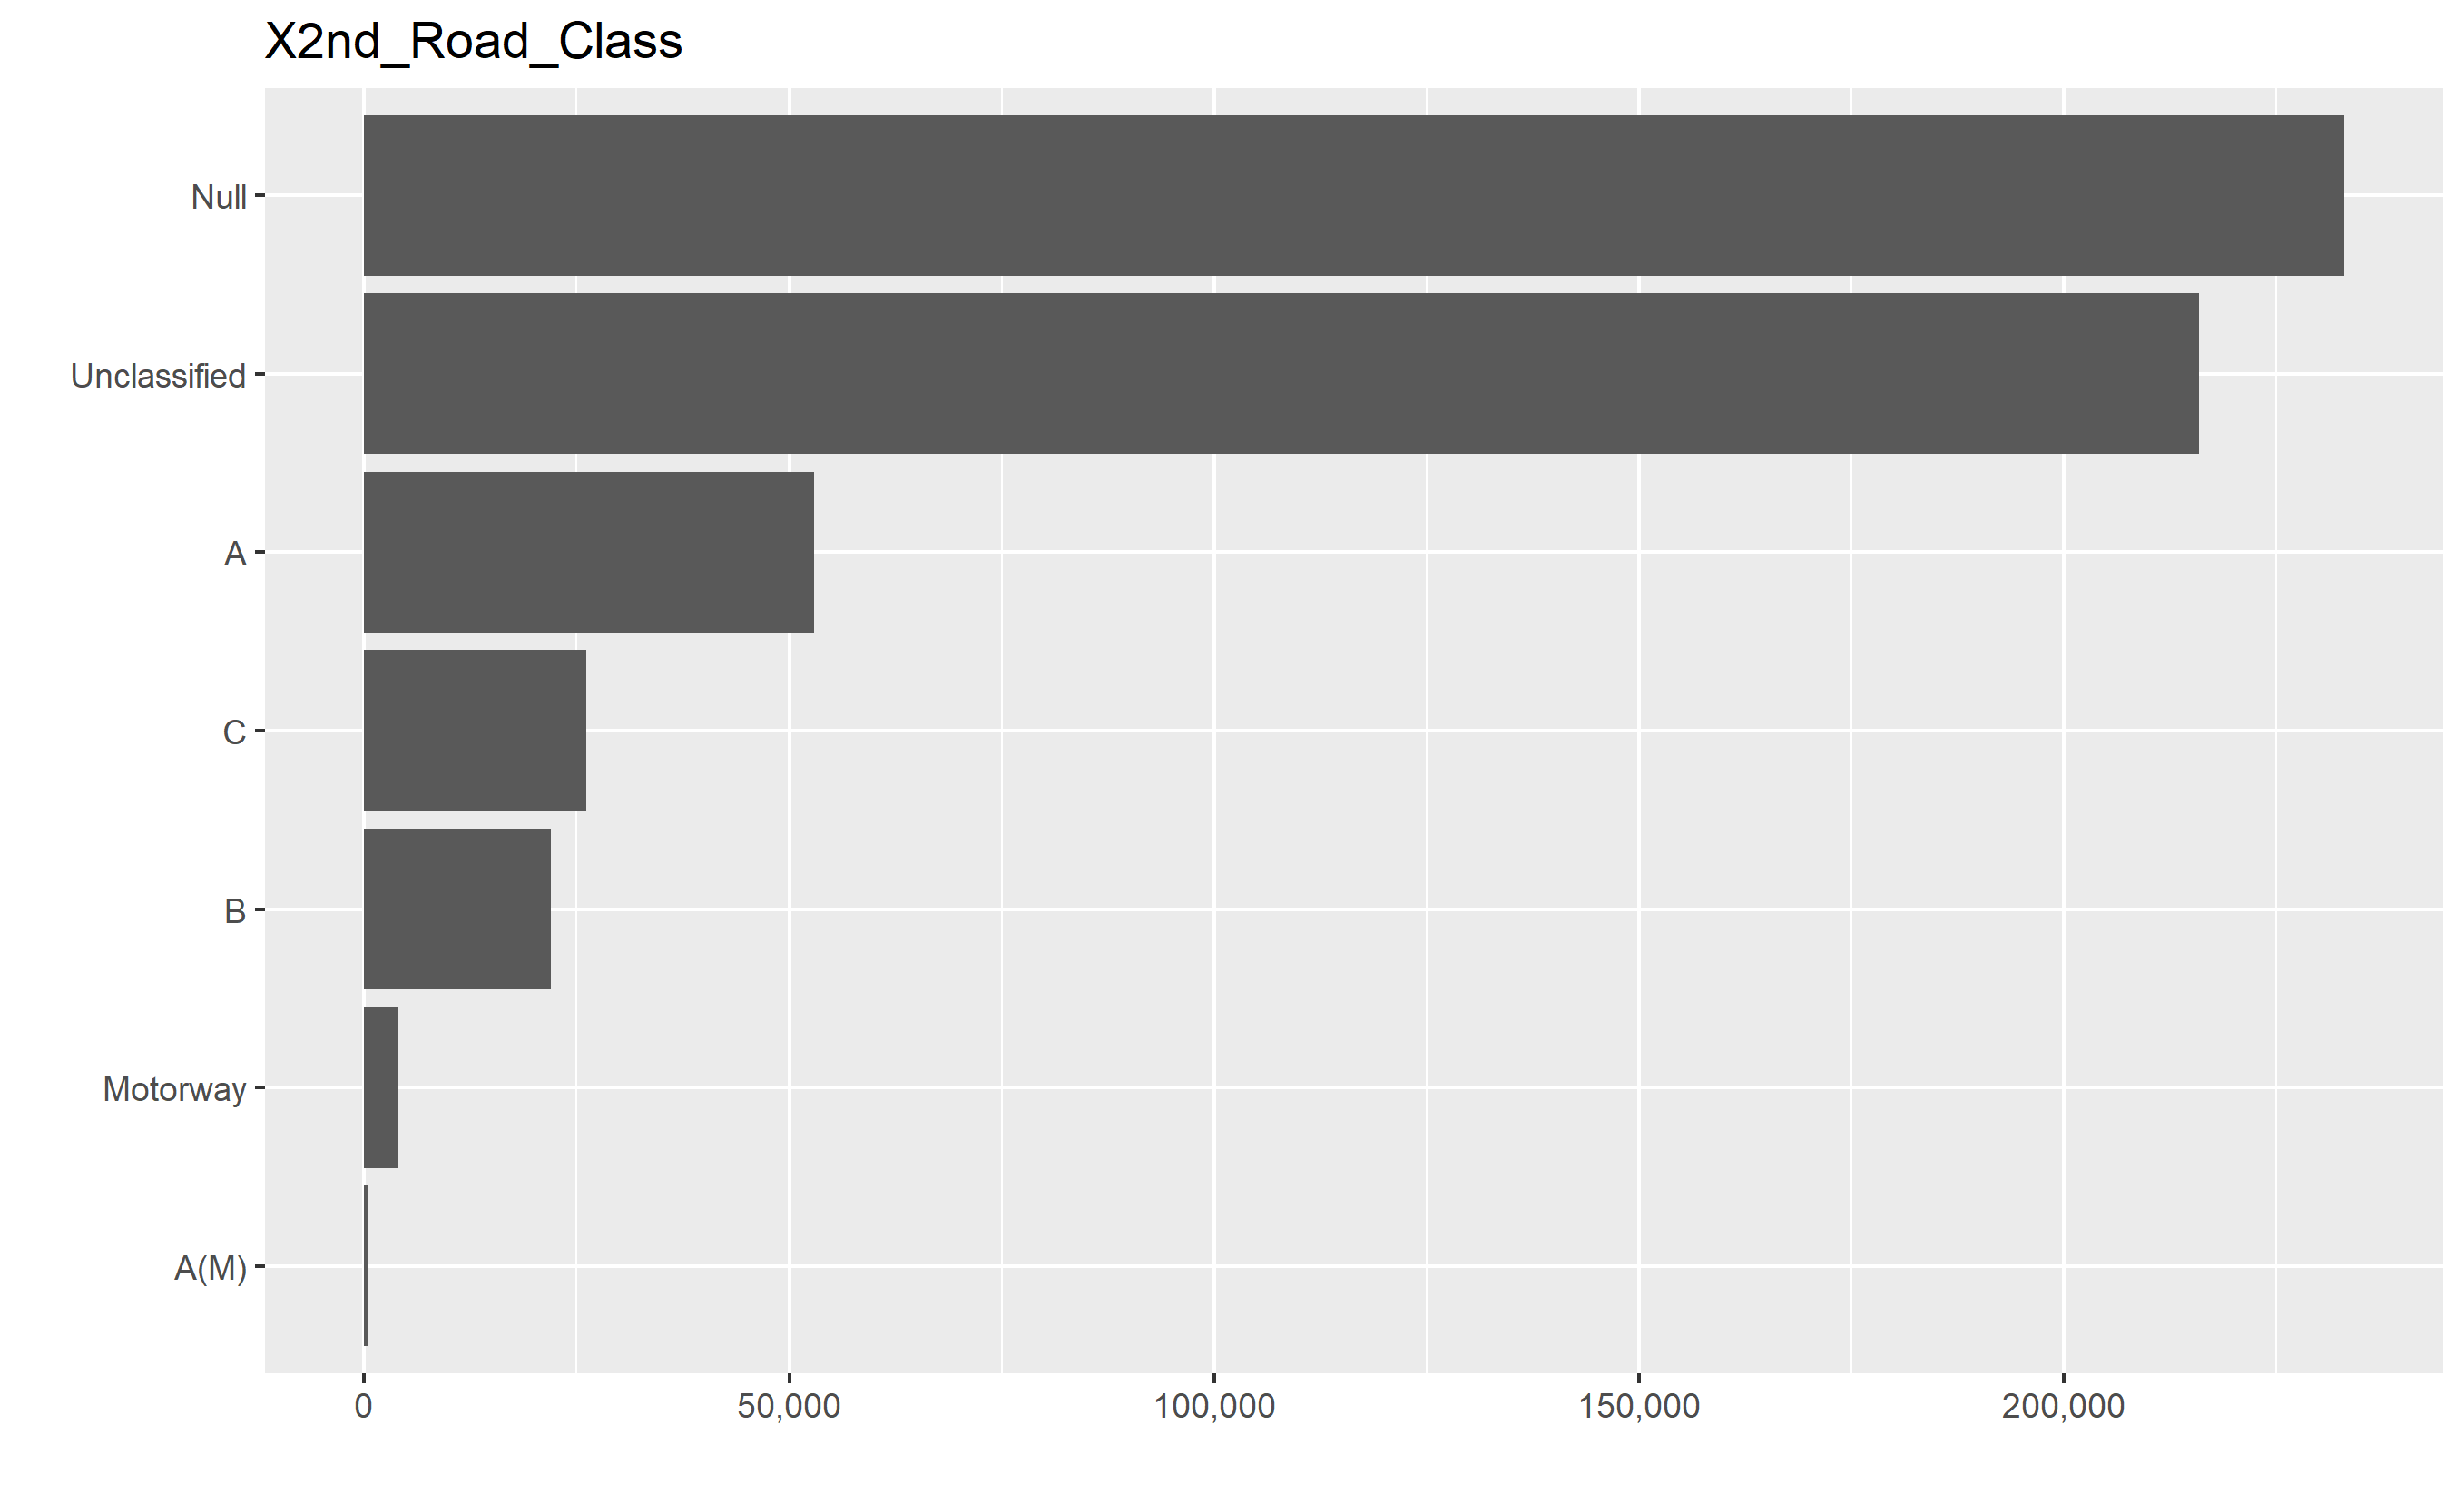 X2nd_Road_Class
Null
Unclassified
A
C
B
Motorway
A(M)
0 50,000 100,000 150,000 200,000